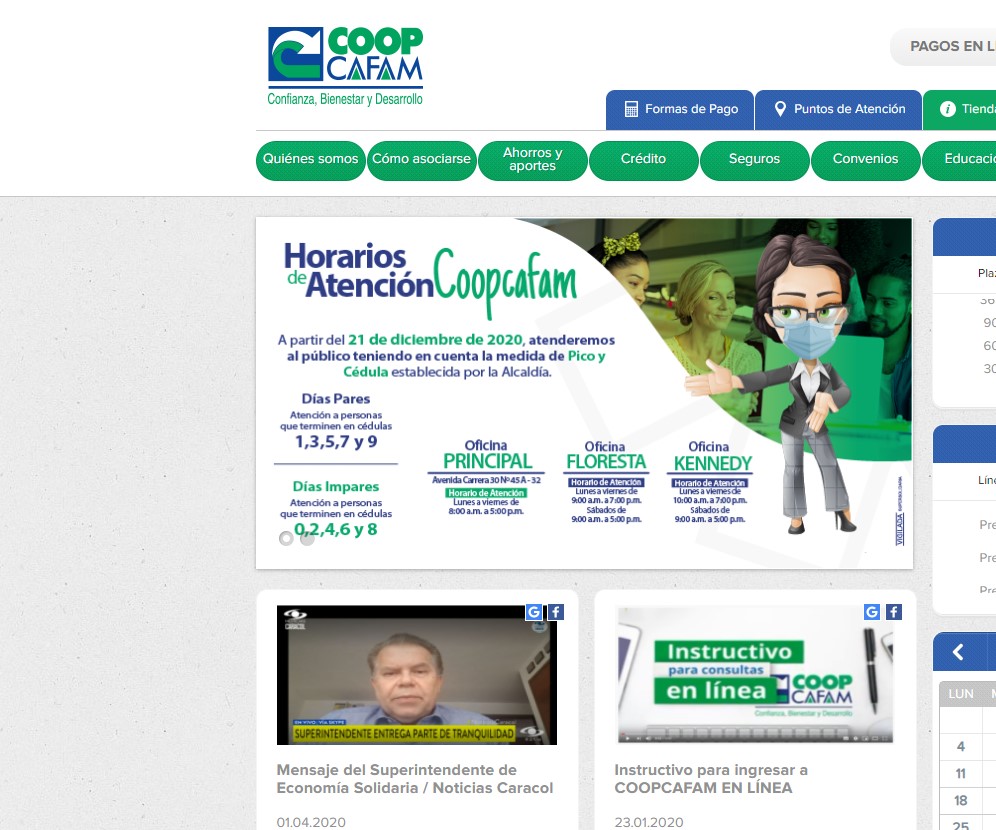 COOP
CAFAM
Confianza, Bienestar y Desarrollo
PAGOS EN L
Formas de Pago
Puntos de Atención
Tienda
Quiénes somos
Cómo asociarse
Ahorros y
aportes
Crédito
Seguros
Convenios
Educaci
Horarios
de Atención Coopcafam
A partir del 21 de diciembre de 2020, atenderemos
al público teniendo en cuenta la medida de Pico y
Cédula establecida por la Alcaldía.
Días Pares
Atención a personas
que terminen en cédulas
1,3,5,7 y 9
Días Impares
Atención a personas
que terminen en cédulas
0,2,4,6 y 8
Oficina
PRINCIPAL
Avenida Carrera 30 Nº 45 A - 32
Horario de Atención
Lunes a viernes de
8:00 a.m. a 5:00 p.m.
Oficina
FLORESTA
Horario de Atención
Lunes a viernes de
9:00 a.m. a 7:00 p.m.
Sábados de
9:00 a.m. a 5:00 p.m.
Oficina
KENNEDY
Horario de Atención
Lunes a viernes de
10:00 a.m. a 7:00 p.m.
Sábados de
9:00 a.m. a 5:00 p.m.
VIGILADA
Plaz
36
90
60
30
Líne
Pre
Pre
Pre
LUN
4
11
18
25
G f
CARACOL
EN VIVO: VÍA SKYPE
SUPERINTENDENTE ENTREGA PARTE DE TRANQUILIDAD
Mensaje del Superintendente de
Economía Solidaria / Noticias Caracol
01.04.2020
G f
Instructivo
para consultas
en línea
COOP
CAFAM
Confianza, Bienestar y Desarrollo
Instructivo para ingresar a
COOPCAFAM EN LÍNEA
23.01.2020